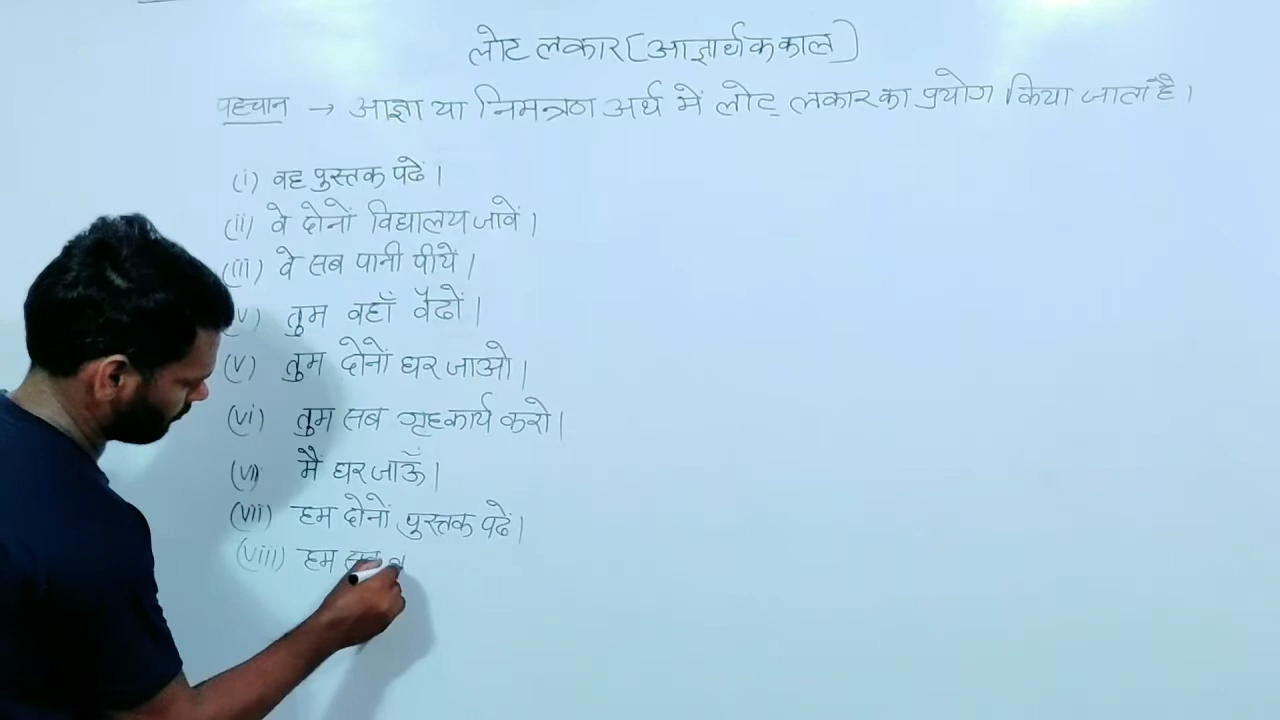 लोट लकार (आज्ञार्थक काल)
पहचान → आज्ञा या निमन्त्रण अर्थ में लोट् लकार का प्रयोग किया जाता है।
(i) वह पुस्तक पढें।
(ii) वे दोनों विद्यालय जावें।
(iii) वे सब पानी पीयें।
v) तुम वहाँ वैठों।
(v) तुम दोनों घर जाओ।
(vi) तुम सब गृहकार्य करो।
(vi) मैं घर जाऊँ।
(vii) हम दोनों पुस्तक पढें।
(viii) हम सब